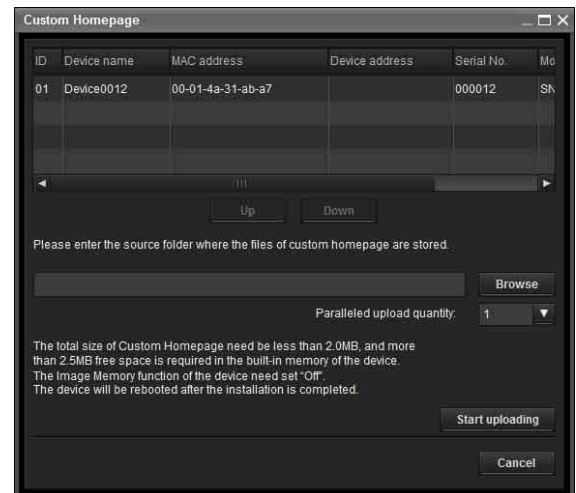 Custom Homepage
ID Device name MAC address Device address Serial No. Mo
01 Device0012 00-01-4a-31-ab-a7 000012 SN
Up Down
Please enter the source folder where the files of custom homepage are stored.
Browse
Paralleled upload quantity: 1
The total size of Custom Homepage need be less than 2.0MB, and more
than 2.5MB free space is required in the built-in memory of the device.
The Image Memory function of the device need set "Off".
The device will be rebooted after the installation is completed.
Start uploading
Cancel